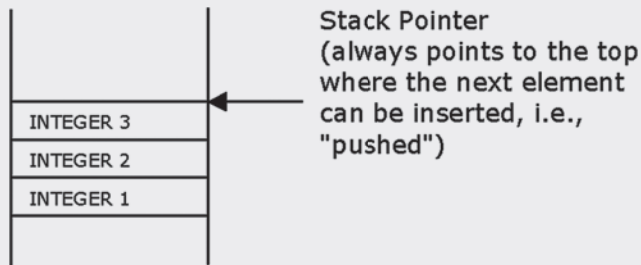 Stack Pointer
(always points to the top
where the next element
can be inserted, i.e.,
"pushed")
INTEGER 3
INTEGER 2
INTEGER 1